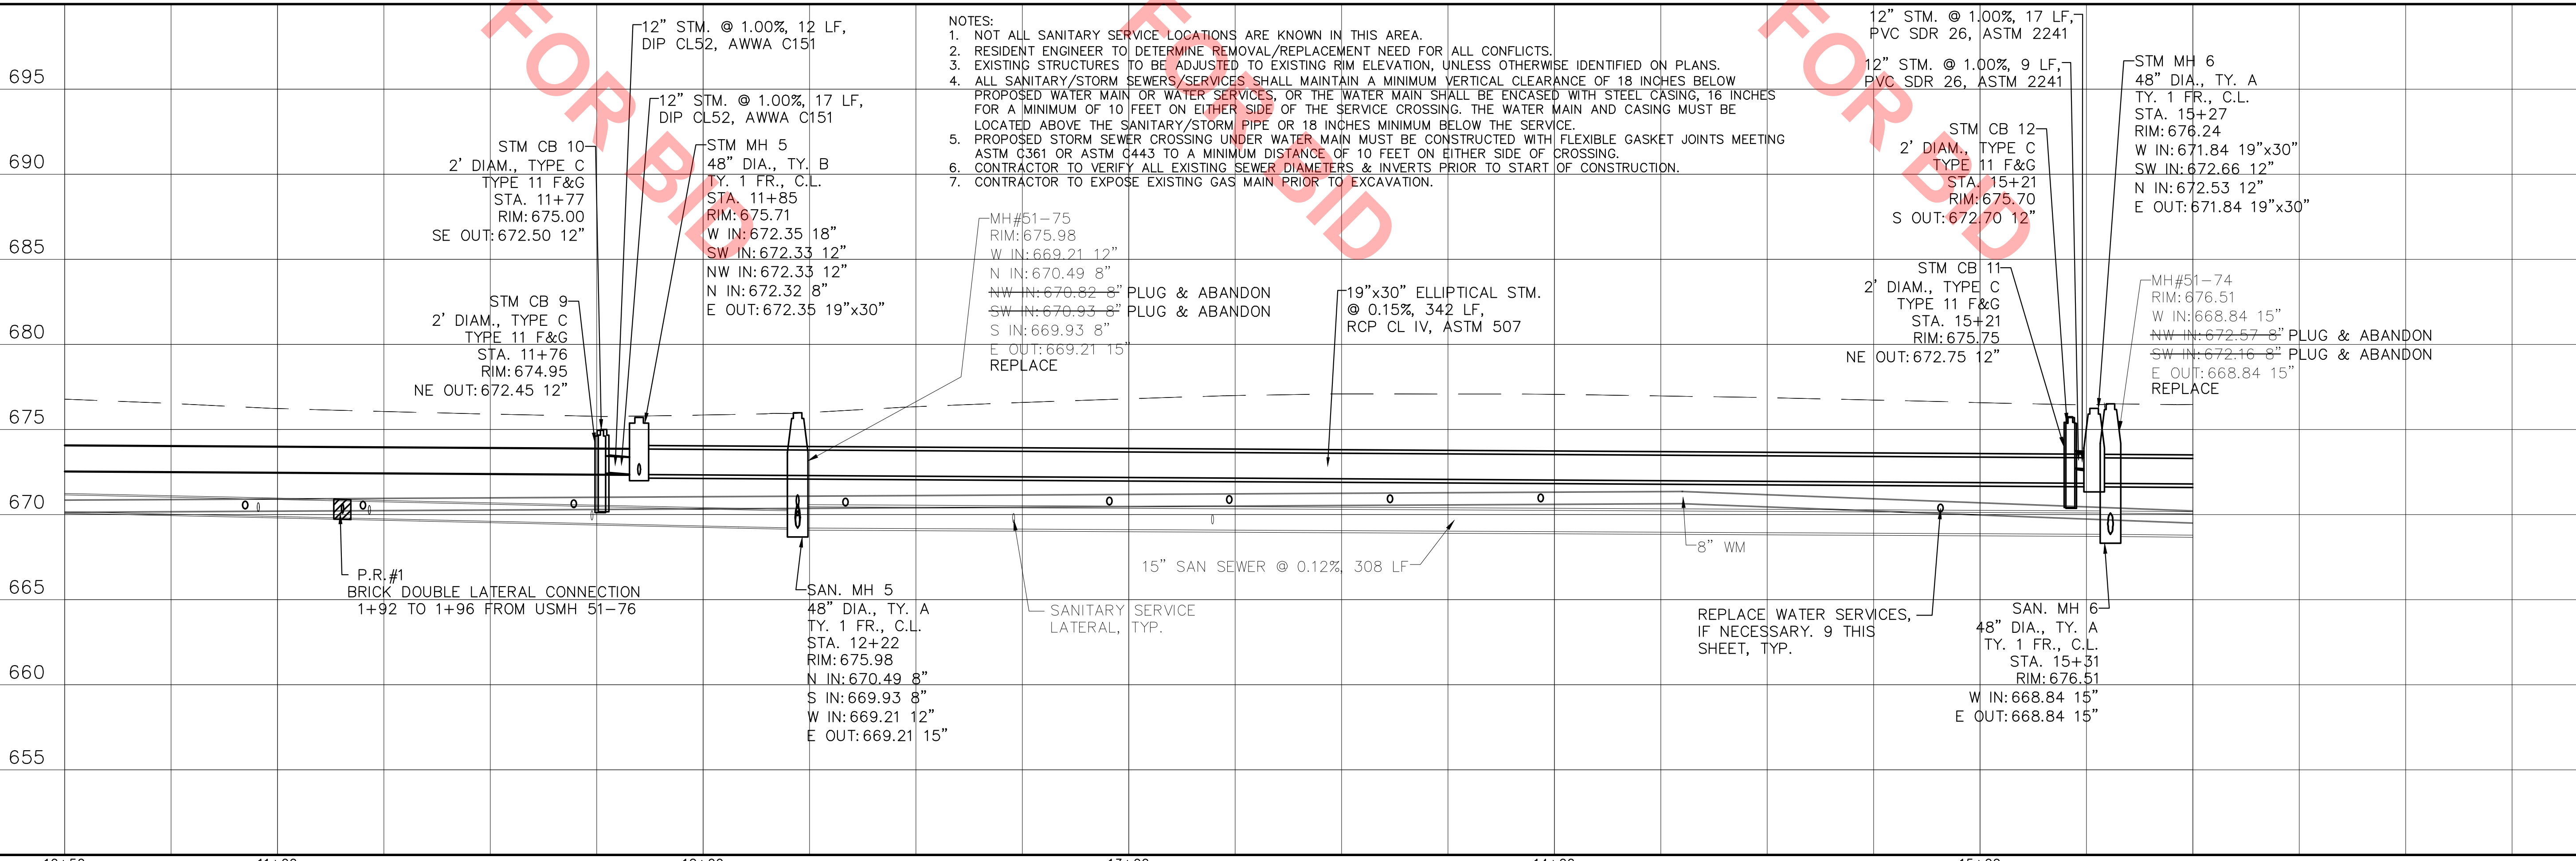 FOR BID
FOR BID
FOR BID
695
690
685
680
675
670
665
660
655
12" STM. @ 1.00%, 12 LF,
DIP CL52, AWWA C151
12" STM. @ 1.00%, 17 LF,
DIP CL52, AWWA C151
STM CB 10
2' DIAM., TYPE C
TYPE 11 F&G
STA. 11+77
RIM:675.00
SE OUT:672.50 12"
STM CB 9
2' DIAM., TYPE C
TYPE 11 F&G
STA. 11+76
RIM:674.95
NE OUT:672.45 12"
STM MH 5
48" DIA., TY. B
TY. 1 FR., C.L.
STA. 11+85
RIM:675.71
W IN:672.35 18"
SW IN:672.33 12"
NW IN:672.33 12"
N IN:672.32 8"
E OUT:672.35 19"x30"
NOTES:
1. NOT ALL SANITARY SERVICE LOCATIONS ARE KNOWN IN THIS AREA.
2. RESIDENT ENGINEER TO DETERMINE REMOVAL/REPLACEMENT NEED FOR ALL CONFLICTS.
3. EXISTING STRUCTURES TO BE ADJUSTED TO EXISTING RIM ELEVATION, UNLESS OTHERWISE IDENTIFIED ON PLANS.
4. ALL SANITARY/STORM SEWERS/SERVICES SHALL MAINTAIN A MINIMUM VERTICAL CLEARANCE OF 18 INCHES BELOW
PROPOSED WATER MAIN OR WATER SERVICES, OR THE WATER MAIN SHALL BE ENCASED WITH STEEL CASING, 16 INCHES
FOR A MINIMUM OF 10 FEET ON EITHER SIDE OF THE SERVICE CROSSING. THE WATER MAIN AND CASING MUST BE
LOCATED ABOVE THE SANITARY/STORM PIPE OR 18 INCHES MINIMUM BELOW THE SERVICE.
5. PROPOSED STORM SEWER CROSSING UNDER WATER MAIN MUST BE CONSTRUCTED WITH FLEXIBLE GASKET JOINTS MEETING
ASTM C361 OR ASTM C443 TO A MINIMUM DISTANCE OF 10 FEET ON EITHER SIDE OF CROSSING.
6. CONTRACTOR TO VERIFY ALL EXISTING SEWER DIAMETERS & INVERTS PRIOR TO START OF CONSTRUCTION.
7. CONTRACTOR TO EXPOSE EXISTING GAS MAIN PRIOR TO EXCAVATION.
MH#51-75
RIM:675.98
W IN:669.21 12"
N IN:670.49 8"
NW IN:670.82 8" PLUG & ABANDON
SW IN:670.93 8" PLUG & ABANDON
S IN:669.93 8"
E OUT:669.21 15"
REPLACE
19"x30" ELLIPTICAL STM.
@ 0.15%, 342 LF,
RCP CL IV, ASTM 507
12" STM. @ 1.00%, 17 LF,
PVC SDR 26, ASTM 2241
12" STM. @ 1.00%, 9 LF,
PVC SDR 26, ASTM 2241
STM CB 12
2' DIAM., TYPE C
TYPE 11 F&G
STA. 15+21
RIM:675.70
S OUT:672.70 12"
STM CB 11
2' DIAM., TYPE C
TYPE 11 F&G
STA. 15+21
RIM:675.75
NE OUT:672.75 12"
STM MH 6
48" DIA., TY. A
TY. 1 FR., C.L.
STA. 15+27
RIM:676.24
W IN:671.84 19"x30"
SW IN:672.66 12"
N IN:672.53 12"
E OUT:671.84 19"x30"
MH#51-74
RIM:676.51
W IN:668.84 15"
NW IN:672.57 8" PLUG & ABANDON
SW IN:672.16 8" PLUG & ABANDON
E OUT:668.84 15"
REPLACE
P.R.#1
BRICK DOUBLE LATERAL CONNECTION
1+92 TO 1+96 FROM USMH 51-76
SAN. MH 5
48" DIA., TY. A
TY. 1 FR., C.L.
STA. 12+22
RIM:675.98
N IN:670.49 8"
S IN:669.93 8"
W IN:669.21 12"
E OUT:669.21 15"
SANITARY SERVICE
LATERAL, TYP.
15" SAN SEWER @ 0.12%, 308 LF
8" WM
REPLACE WATER SERVICES,
IF NECESSARY. 9 THIS
SHEET, TYP.
SAN. MH 6
48" DIA., TY. A
TY. 1 FR., C.L.
STA. 15+31
RIM:676.51
W IN:668.84 15"
E OUT:668.84 15"